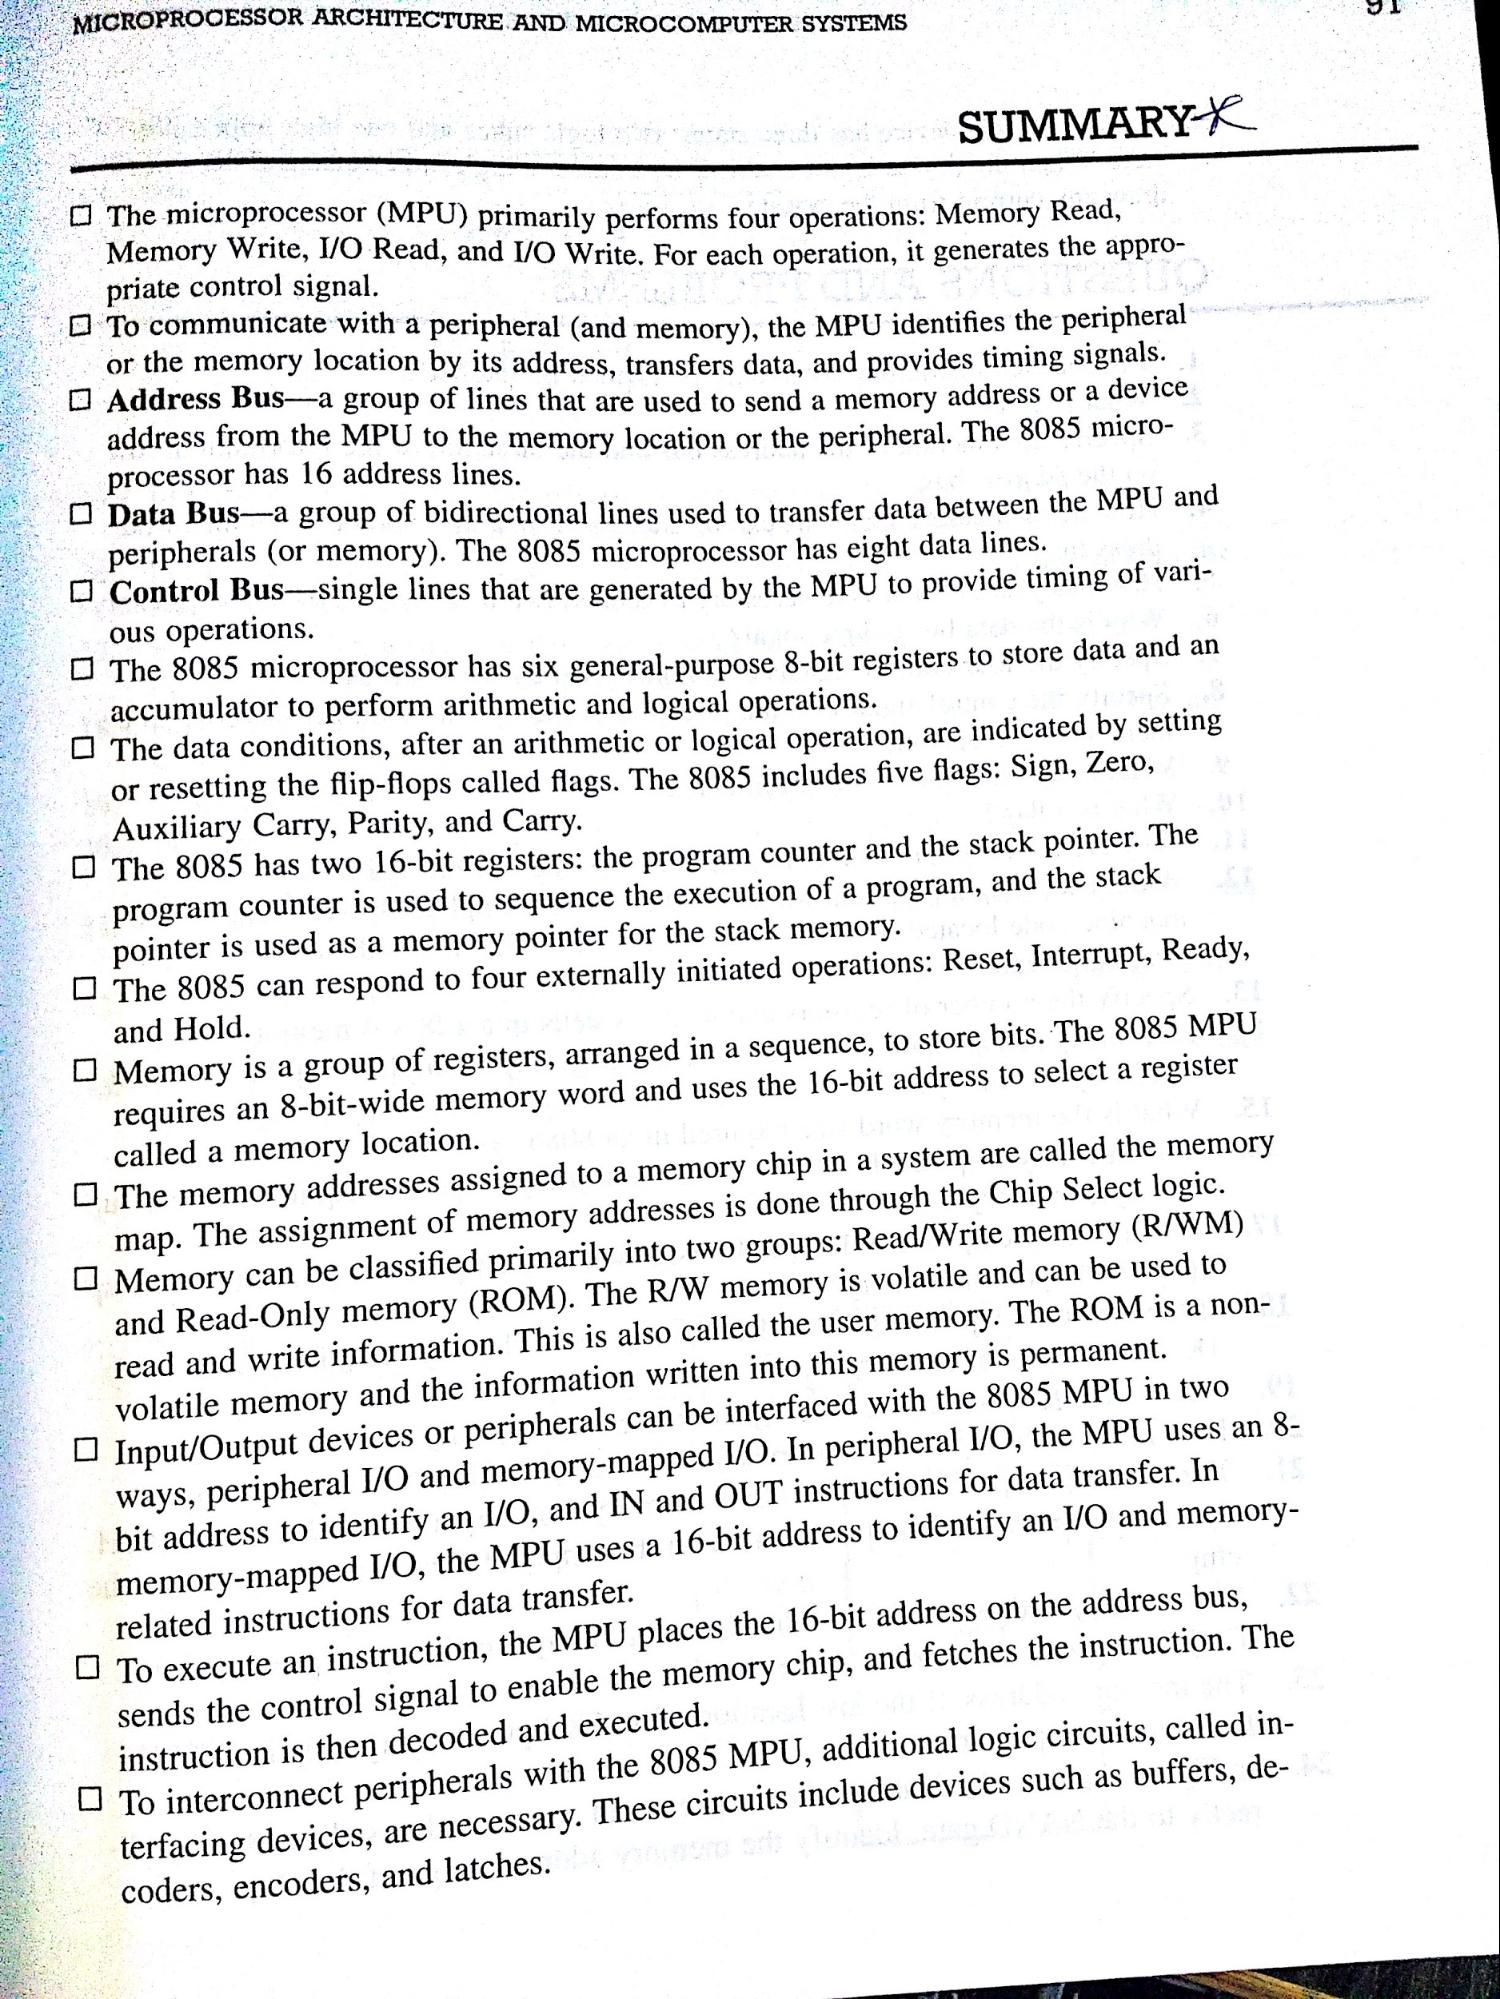 MICROPROCESSOR ARCHITECTURE AND MICROCOMPUTER SYSTEMS
91
SUMMARY
☐ The microprocessor (MPU) primarily performs four operations: Memory Read,
Memory Write, I/O Read, and I/O Write. For each operation, it generates the appro-
priate control signal.
☐ To communicate with a peripheral (and memory), the MPU identifies the peripheral
or the memory location by its address, transfers data, and provides timing signals.
☐ Address Bus—a group of lines that are used to send a memory address or a device
address from the MPU to the memory location or the peripheral. The 8085 micro-
processor has 16 address lines.
☐ Data Bus—a group of bidirectional lines used to transfer data between the MPU and
peripherals (or memory). The 8085 microprocessor has eight data lines.
☐ Control Bus—single lines that are generated by the MPU to provide timing of vari-
ous operations.
☐ The 8085 microprocessor has six general-purpose 8-bit registers to store data and an
accumulator to perform arithmetic and logical operations.
☐ The data conditions, after an arithmetic or logical operation, are indicated by setting
or resetting the flip-flops called flags. The 8085 includes five flags: Sign, Zero,
Auxiliary Carry, Parity, and Carry.
☐ The 8085 has two 16-bit registers: the program counter and the stack pointer. The
program counter is used to sequence the execution of a program, and the stack
pointer is used as a memory pointer for the stack memory.
☐ The 8085 can respond to four externally initiated operations: Reset, Interrupt, Ready,
and Hold.
☐ Memory is a group of registers, arranged in a sequence, to store bits. The 8085 MPU
requires an 8-bit-wide memory word and uses the 16-bit address to select a register
called a memory location.
☐ The memory addresses assigned to a memory chip in a system are called the memory
map. The assignment of memory addresses is done through the Chip Select logic.
☐ Memory can be classified primarily into two groups: Read/Write memory (R/WM)
and Read-Only memory (ROM). The R/W memory is volatile and can be used to
read and write information. This is also called the user memory. The ROM is a non-
volatile memory and the information written into this memory is permanent.
☐ Input/Output devices or peripherals can be interfaced with the 8085 MPU in two
ways, peripheral I/O and memory-mapped I/O. In peripheral I/O, the MPU uses an 8-
bit address to identify an I/O, and IN and OUT instructions for data transfer. In
memory-mapped I/O, the MPU uses a 16-bit address to identify an I/O and memory-
related instructions for data transfer.
☐ To execute an instruction, the MPU places the 16-bit address on the address bus,
sends the control signal to enable the memory chip, and fetches the instruction. The
instruction is then decoded and executed.
☐ To interconnect peripherals with the 8085 MPU, additional logic circuits, called in-
terfacing devices, are necessary. These circuits include devices such as buffers, de-
coders, encoders, and latches.